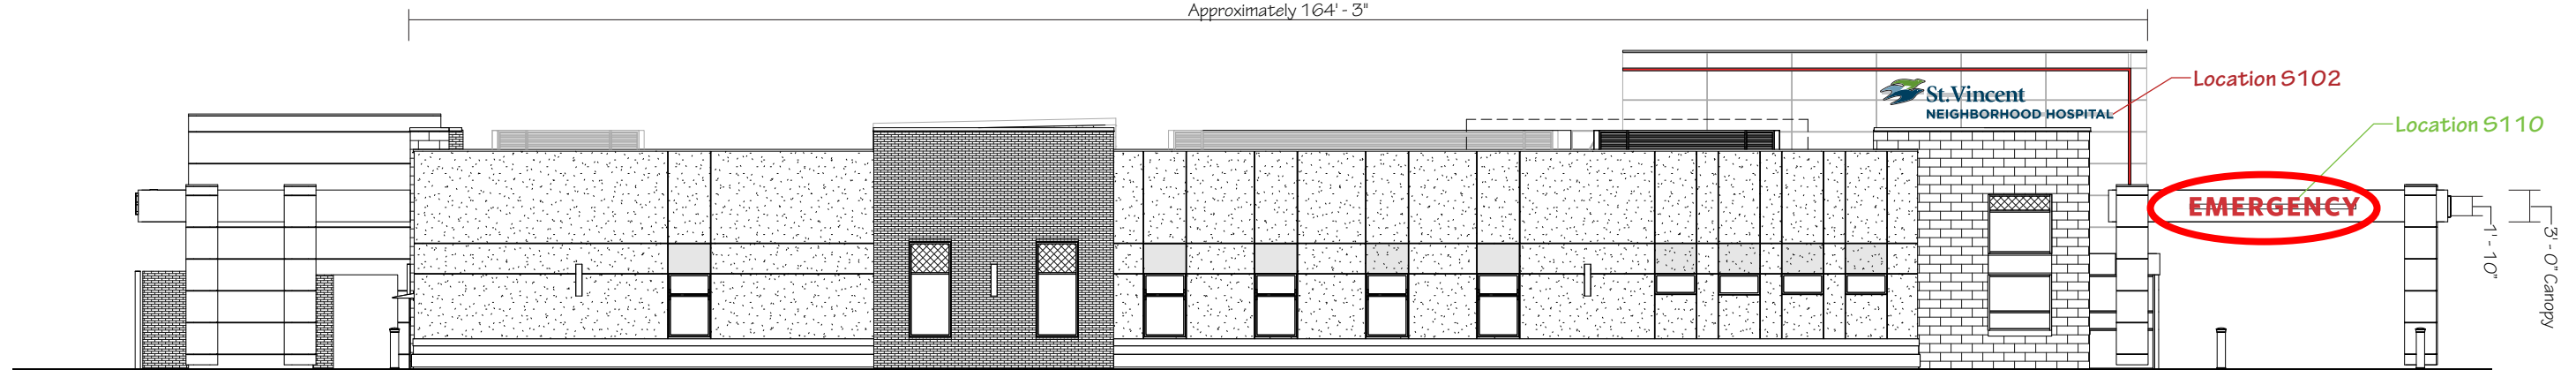 Approximately 164' - 3"
Location S102
St.Vincent
NEIGHBORHOOD HOSPITAL
Location S110
EMERGENCY
1' - 10"
3' - 0" Canopy